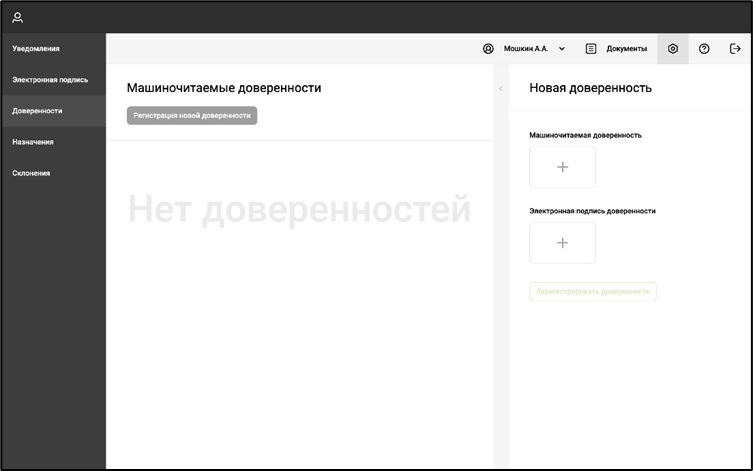 Уведомления
Электронная подпись
Доверенности
Назначения
Склонения
Мошкин А.А.
Документы
Машиночитаемые доверенности
Регистрация новой доверенности
Нет доверенностей
Новая доверенность
Машиночитаемая доверенность
Электронная подпись доверенности
Зарегистрировать доверенность